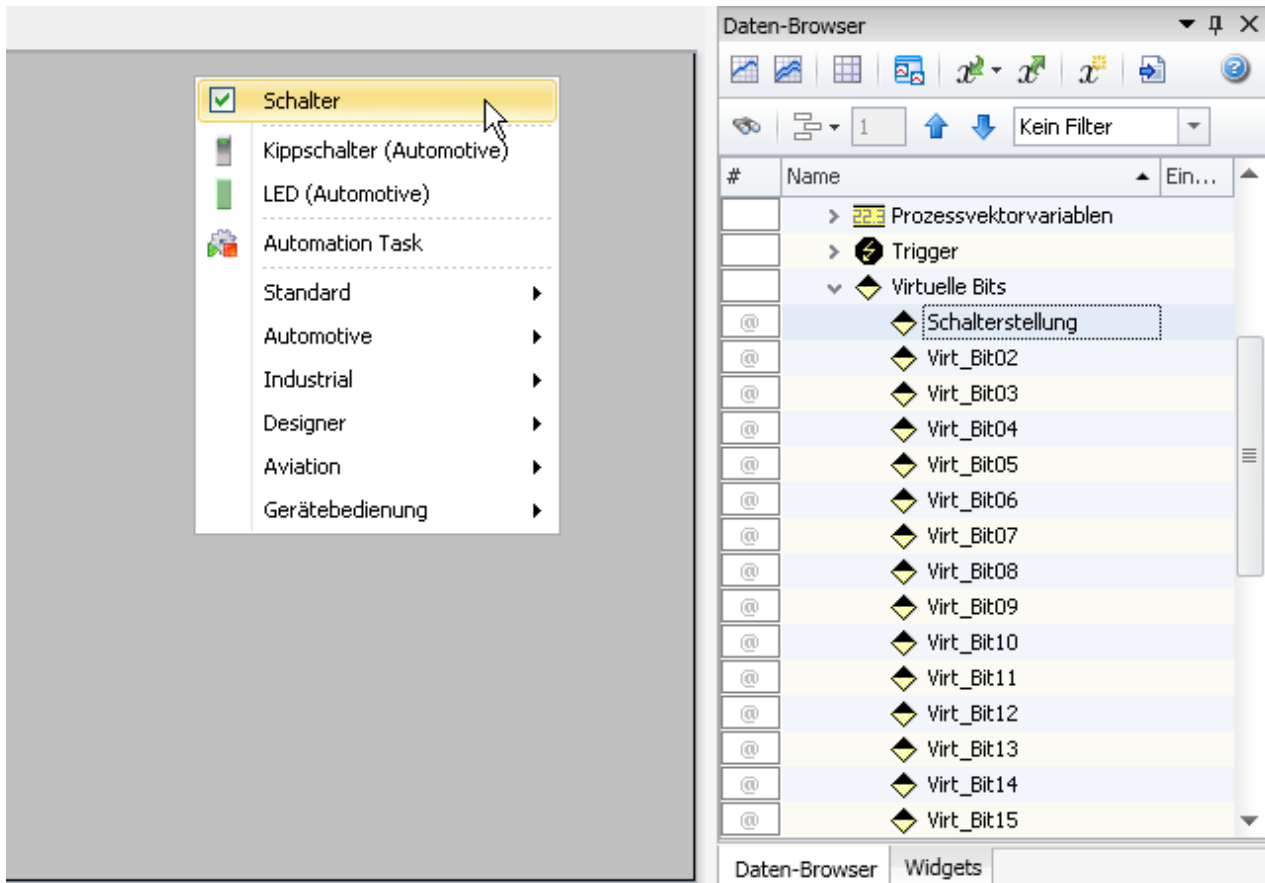 Schalter
Kippschalter (Automotive)
LED (Automotive)
Automation Task
Standard
Automotive
Industrial
Designer
Aviation
Gerätebedienung
Daten-Browser
1
Kein Filter
# Name Ein...
22.3 Prozessvektorvariablen
Trigger
Virtuelle Bits
@ Schalterstellung
@ Virt_Bit02
@ Virt_Bit03
@ Virt_Bit04
@ Virt_Bit05
@ Virt_Bit06
@ Virt_Bit07
@ Virt_Bit08
@ Virt_Bit09
@ Virt_Bit10
@ Virt_Bit11
@ Virt_Bit12
@ Virt_Bit13
@ Virt_Bit14
@ Virt_Bit15
Daten-Browser Widgets